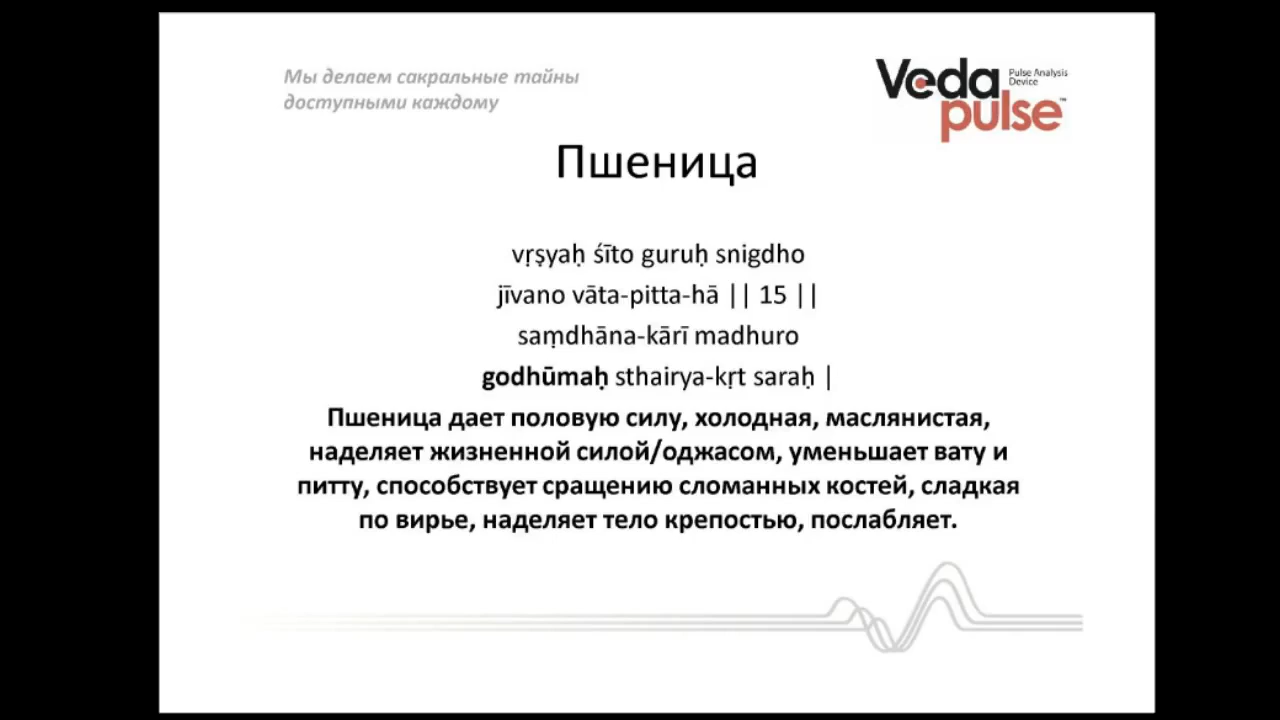 Мы делаем сакральные тайны
доступными каждому
Veda
Pulse Analysis
Device
pulse™
Пшеница
vṛṣyaḥ śīto guruḥ snigdho
jīvano vāta-pitta-hā || 15 ||
saṃdhāna-kārī madhuro
godhūmaḥ sthairya-kṛt saraḥ |
Пшеница дает половую силу, холодная, маслянистая,
наделяет жизненной силой/оджасом, уменьшает вату и
питту, способствует сращению сломанных костей, сладкая
по вирье, наделяет тело крепостью, послабляет.